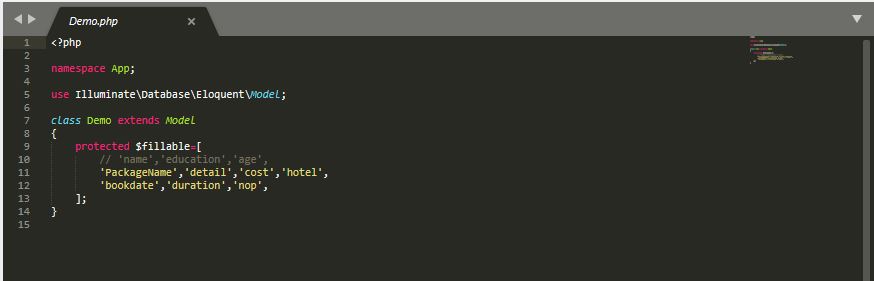 Demo.php
1 <?php
2
3 namespace App;
4
5 use Illuminate\Database\Eloquent\Model;
6
7 class Demo extends Model
8 {
9     protected $fillable=[
10         // 'name','education','age',
11         'PackageName','detail','cost','hotel',
12         'bookdate','duration','nop',
13     ];
14 }
15